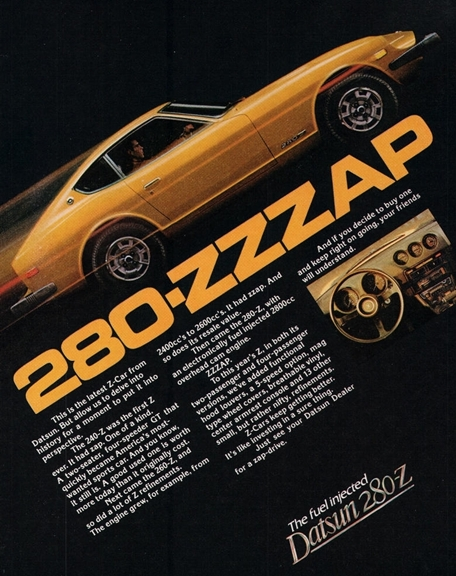 280-ZZZAP
This is the latest Z-Car from
Datsun. But allow us to delve into
history for a moment to put it into
perspective.
The 240-Z was the first Z
ever. It had zap. One of a kind.
A two-seater, four-speeder GT that
quickly became America's most
wanted sports car. And you know,
still is. A good used one is worth
more today than it originally cost.
Next came the 260-Z, and
so did a lot of Z refinements.
The engine grew, for example, from
2400cc's to 2600cc's. It had zzap. And
so does its resale value.
Then came the 280-Z, with
an electronically fuel injected 2800cc
overhead cam engine.
ZZZAP.
To this year's Z, in both its
two-passenger and four-passenger
versions, we've added functional
hood louvers, a 5-speed option, mag
type wheel covers, breathable vinyl,
center armrest console and 15 other
small, but rather nifty, refinements.
Z-Cars keep getting better.
It's like investing in a sure thing.
Just see your Datsun Dealer
for a zap-drive.
And if you decide to buy one
and keep right on going, your friends
will understand.
The fuel injected
Datsun 280-Z